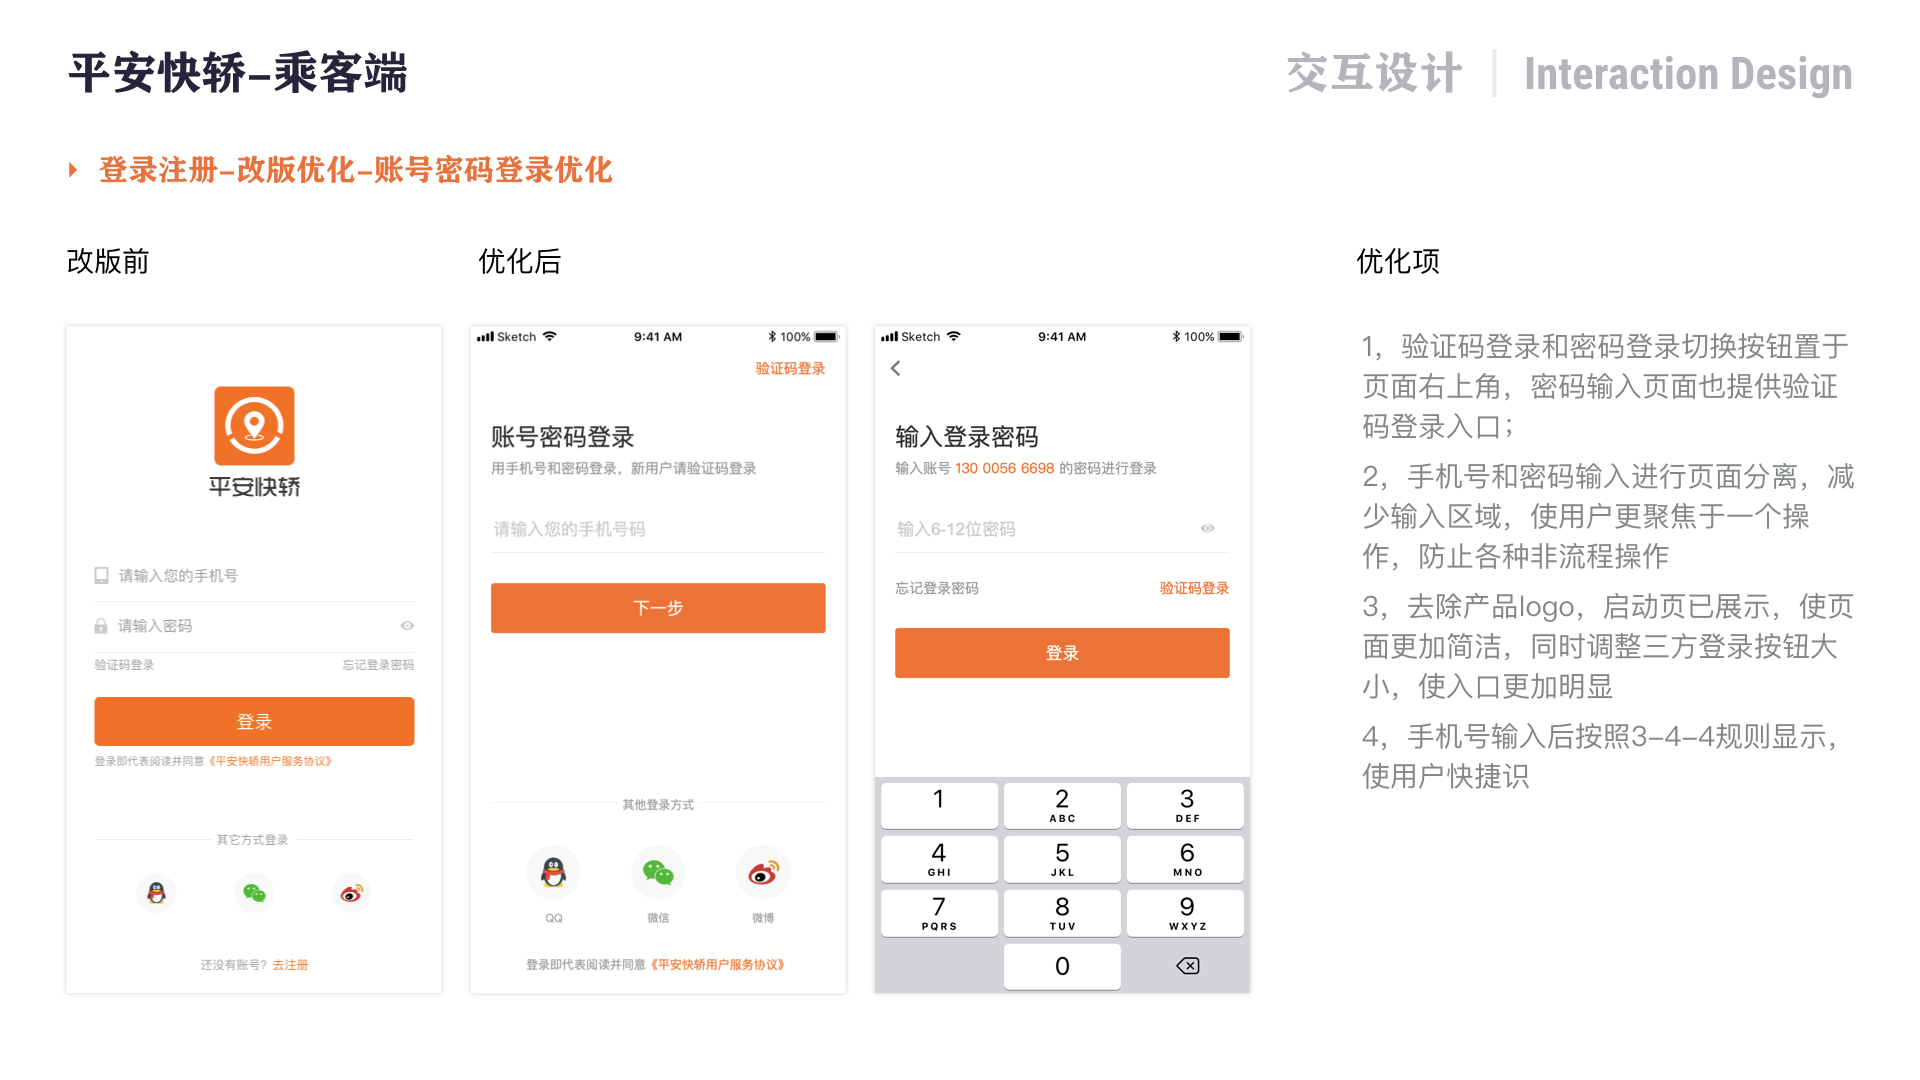 平安快轿-乘客端
交互设计
Interaction Design
登录注册-改版优化-账号密码登录优化
改版前
优化后
优化项
平安快轿
请输入您的手机号
请输入密码
验证码登录
忘记登录密码
登录
登录即代表阅读并同意《平安快轿用户服务协议》
其它方式登录
还没有账号? 去注册
Sketch
9:41 AM
100%
验证码登录
账号密码登录
用手机号和密码登录，新用户请验证码登录
请输入您的手机号码
下一步
其他登录方式
QQ
微信
微博
登录即代表阅读并同意《平安快轿用户服务协议》
Sketch
9:41 AM
100%
输入登录密码
输入账号 130 0056 6698 的密码进行登录
输入6-12位密码
忘记登录密码
验证码登录
登录
1
2
ABC
3
DEF
4
GHI
5
JKL
6
MNO
7
PQRS
8
TUV
9
WXYZ
0
1，验证码登录和密码登录切换按钮置于
页面右上角，密码输入页面也提供验证
码登录入口；
2，手机号和密码输入进行页面分离，减
少输入区域，使用户更聚焦于一个操
作，防止各种非流程操作
3，去除产品logo，启动页已展示，使页
面更加简洁，同时调整三方登录按钮大
小，使入口更加明显
4，手机号输入后按照3-4-4规则显示，
使用户快捷识